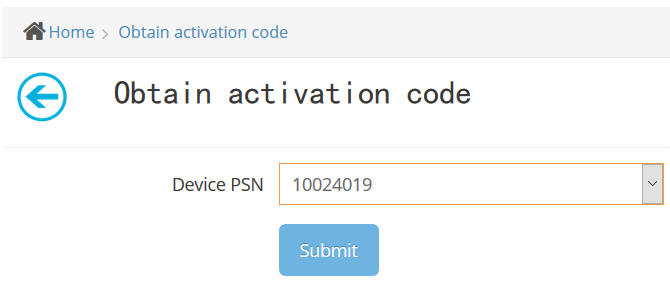 Home > Obtain activation code
Obtain activation code
Device PSN 10024019
Submit